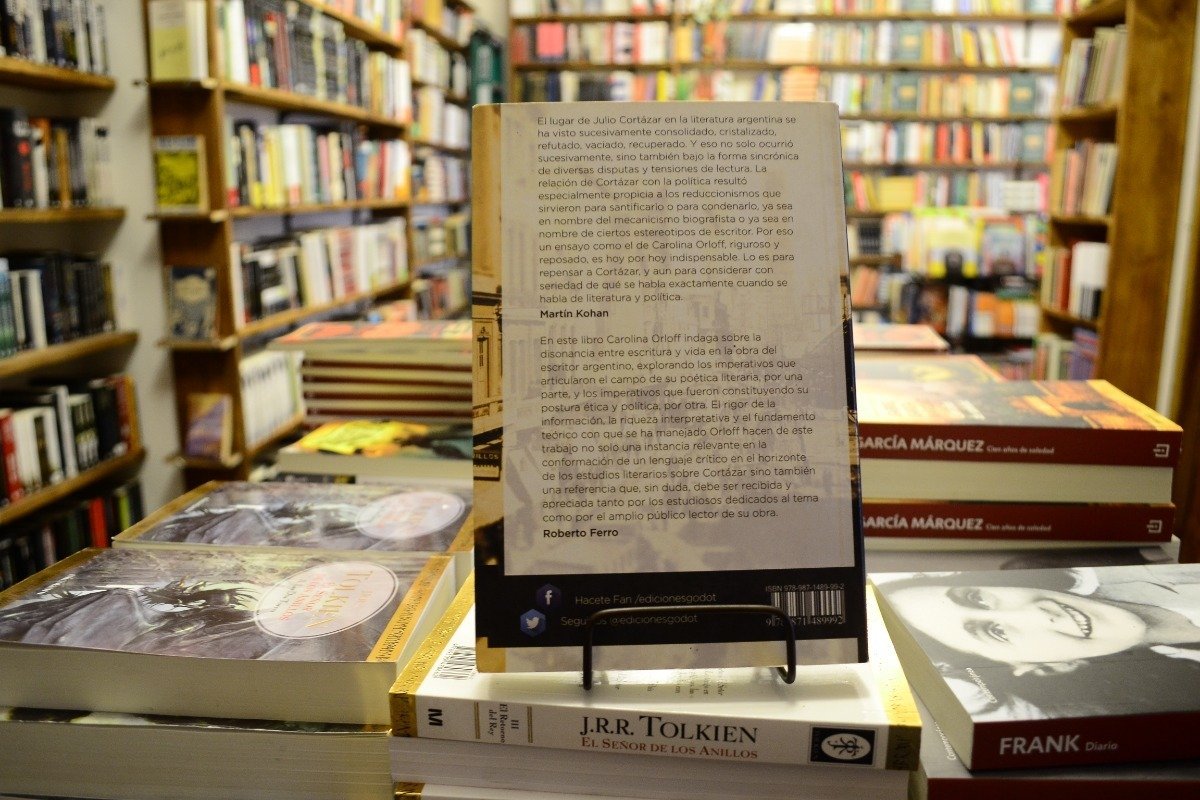 El lugar de Julio Cortázar en la literatura argentina se
ha visto sucesivamente consolidado, cristalizado,
refutado, vaciado, recuperado. Y eso no solo ocurrió
sucesivamente, sino también bajo la forma sincrónica
de diversas disputas y tensiones de lectura. La
relación de Cortázar con la política resultó
especialmente propicia a los reduccionismos que
sirvieron para santificarlo o para condenarlo, ya sea
en nombre del mecanicismo biografista o ya sea en
nombre de ciertos estereotipos de escritor. Por eso
un ensayo como el de Carolina Orloff, riguroso y
reposado, es hoy por hoy indispensable. Lo es para
repensar a Cortázar, y aun para considerar con
seriedad de qué se habla exactamente cuando se
habla de literatura y política.
Martín Kohan
En este libro Carolina Orloff indaga sobre la
disonancia entre escritura y vida en la obra del
escritor argentino, explorando los imperativos que
articularon el campo de su poética literaria, por una
parte, y los imperativos que fueron constituyendo su
postura ética y política, por otra. El rigor de la
información, la riqueza interpretativa y el fundamento
teórico con que se ha manejado Orloff hacen de este
trabajo no solo una instancia relevante en la
conformación de un lenguaje crítico en el horizonte
de los estudios literarios sobre Cortázar sino también
una referencia que, sin duda, debe ser recibida y
apreciada tanto por los estudiosos dedicados al tema
como por el amplio público lector de su obra.
Roberto Ferro
ISBN 978-987-1489-99-2
Hacete Fan /edicionesgodot
@edicionesgodot
GARCÍA MÁRQUEZ Cien años de soledad
GARCÍA MÁRQUEZ Cien años de soledad
TOLKIEN
M
III
El Retorno
del Rey
J.R.R. TOLKIEN
EL SEÑOR DE LOS ANILLOS
FRANK Diario